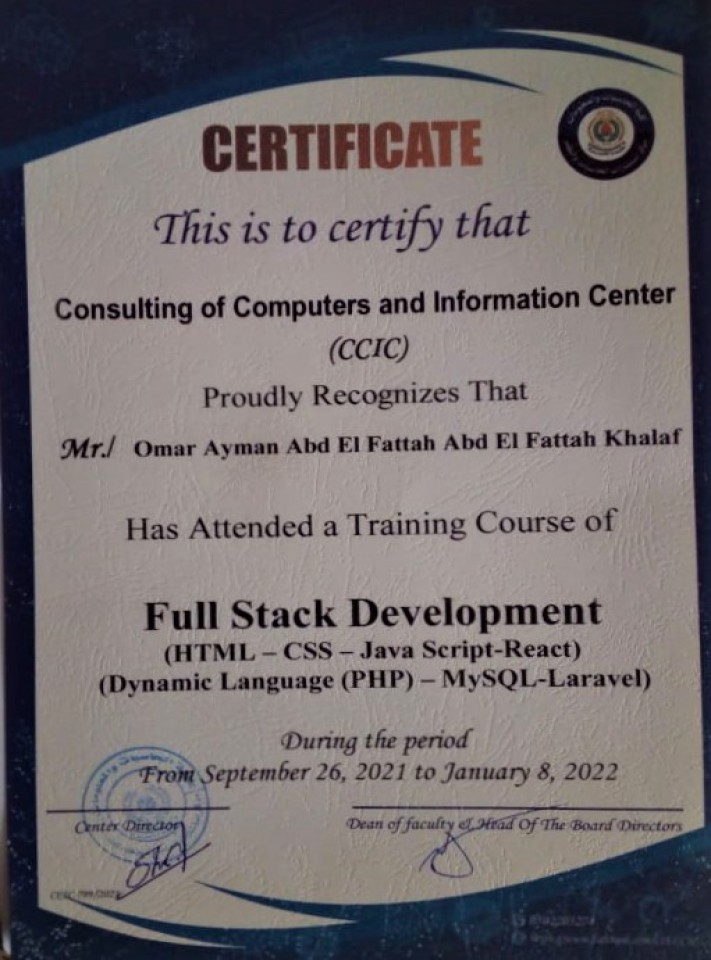 CERTIFICATE
This is to certify that
Consulting of Computers and Information Center
(CCIC)
Proudly Recognizes That
Mr./ Omar Ayman Abd El Fattah Abd El Fattah Khalaf
Has Attended a Training Course of
Full Stack Development
(HTML – CSS – Java Script-React)
(Dynamic Language (PHP) – MySQL-Laravel)
During the period
From September 26, 2021 to January 8, 2022
Center Director
Dean of faculty & Head Of The Board Directors
CCIC